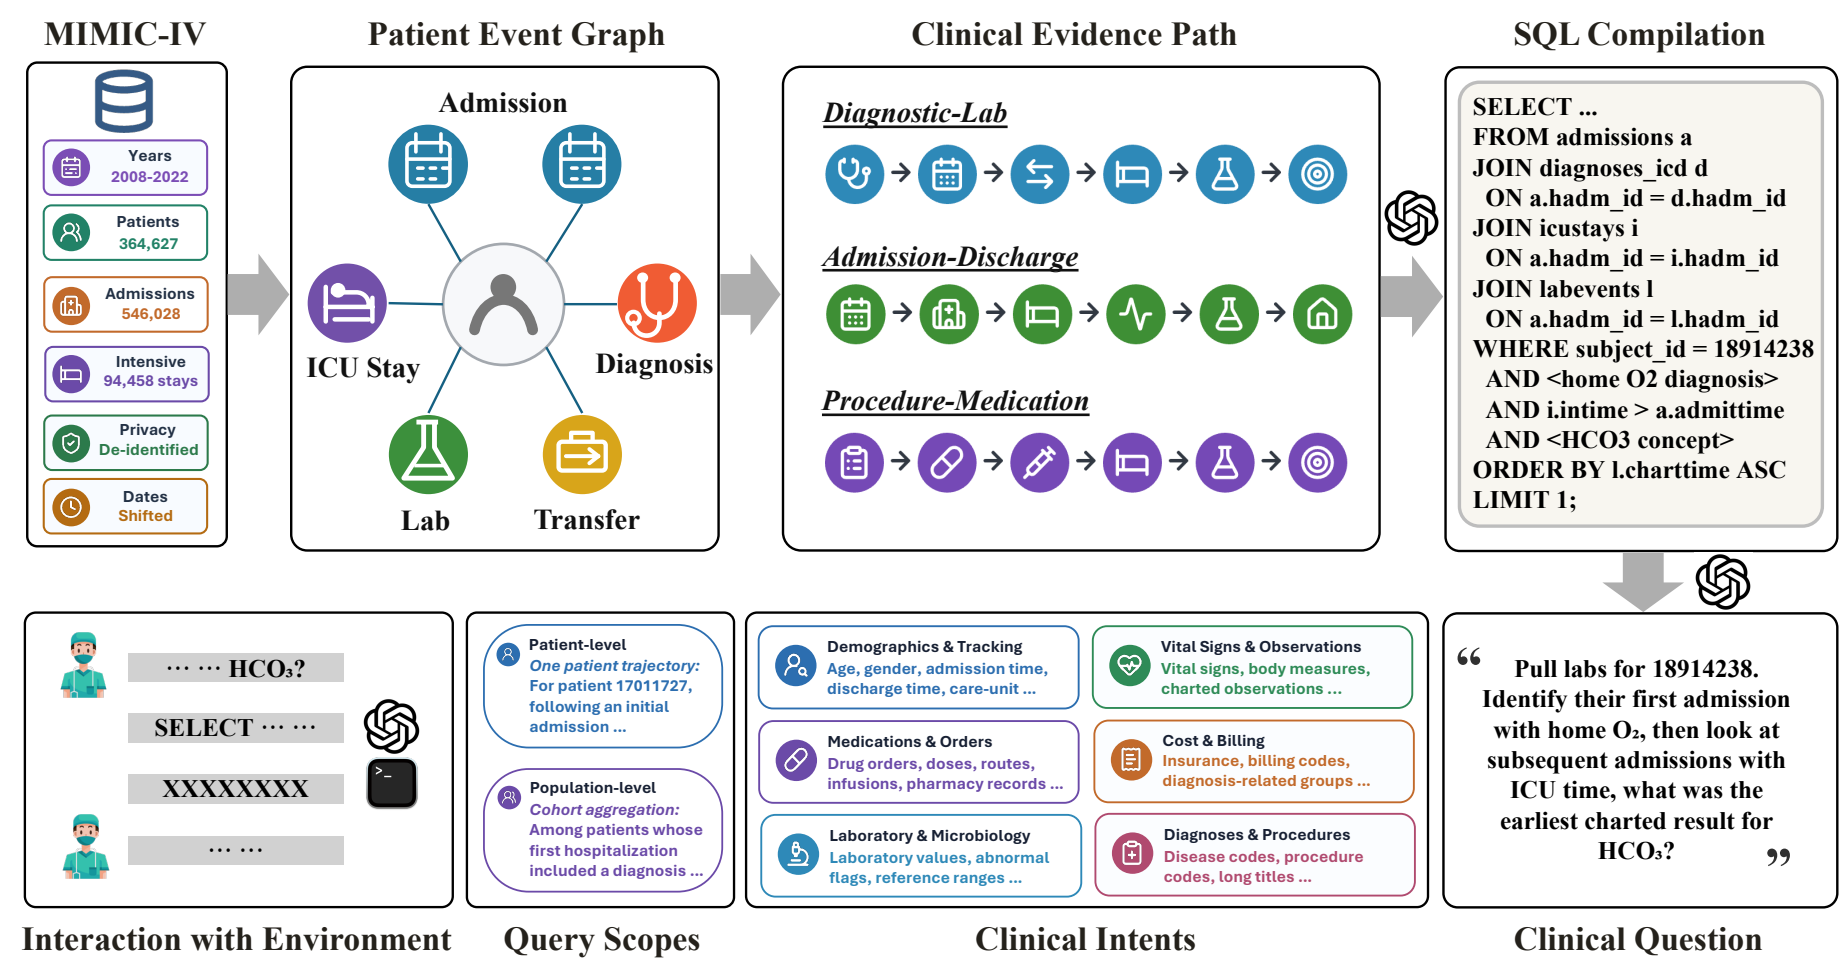 MIMIC-IV
Years
2008-2022
Patients
364,627
Admissions
546,028
Intensive
94,458 stays
Privacy
De-identified
Dates
Shifted
Patient Event Graph
Admission
ICU Stay
Diagnosis
Lab
Transfer
Clinical Evidence Path
Diagnostic-Lab
Admission-Discharge
Procedure-Medication
SQL Compilation
SELECT ...
FROM admissions a
JOIN diagnoses_icd d
ON a.hadm_id = d.hadm_id
JOIN icustays i
ON a.hadm_id = i.hadm_id
JOIN labevents l
ON a.hadm_id = l.hadm_id
WHERE subject_id = 18914238
AND <home O2 diagnosis>
AND i.intime > a.admittime
AND <HCO3 concept>
ORDER BY l.charttime ASC
LIMIT 1;
⋯ ⋯ HCO₃?
SELECT ⋯ ⋯
>_
XXXXXXXX
⋯ ⋯
Interaction with Environment
Patient-level
One patient trajectory:
For patient 17011727,
following an initial
admission ...
Population-level
Cohort aggregation:
Among patients whose
first hospitalization
included a diagnosis ...
Query Scopes
Demographics & Tracking
Age, gender, admission time,
discharge time, care-unit ...
Vital Signs & Observations
Vital signs, body measures,
charted observations ...
Medications & Orders
Drug orders, doses, routes,
infusions, pharmacy records ...
Cost & Billing
Insurance, billing codes,
diagnosis-related groups ...
Laboratory & Microbiology
Laboratory values, abnormal
flags, reference ranges ...
Diagnoses & Procedures
Disease codes, procedure
codes, long titles ...
Clinical Intents
“ Pull labs for 18914238.
Identify their first admission
with home O₂, then look at
subsequent admissions with
ICU time, what was the
earliest charted result for
HCO₃? ”
Clinical Question